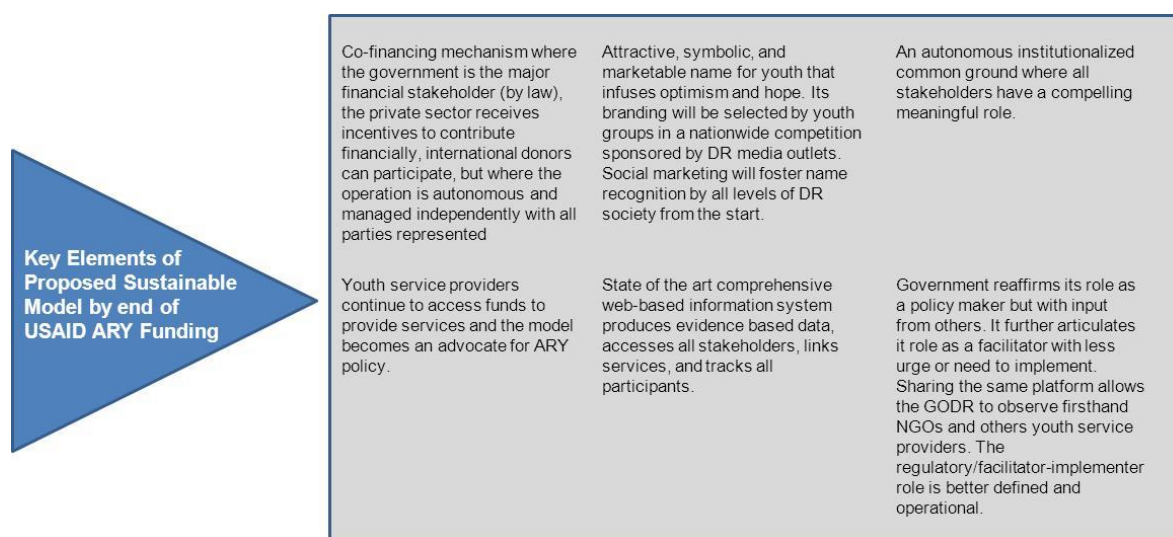 Key Elements of
Proposed Sustainable
Model by end of
USAID ARY Funding
Co-financing mechanism where
the government is the major
financial stakeholder (by law),
the private sector receives
incentives to contribute
financially, international donors
can participate, but where the
operation is autonomous and
managed independently with all
parties represented
Attractive, symbolic, and
marketable name for youth that
infuses optimism and hope. Its
branding will be selected by youth
groups in a nationwide competition
sponsored by DR media outlets.
Social marketing will foster name
recognition by all levels of DR
society from the start.
An autonomous institutionalized
common ground where all
stakeholders have a compelling
meaningful role.
Youth service providers
continue to access funds to
provide services and the model
becomes an advocate for ARY
policy.
State of the art comprehensive
web-based information system
produces evidence based data,
accesses all stakeholders, links
services, and tracks all
participants.
Government reaffirms its role as
a policy maker but with input
from others. It further articulates
it role as a facilitator with less
urge or need to implement.
Sharing the same platform allows
the GODR to observe firsthand
NGOs and others youth service
providers. The
regulatory/facilitator-implementer
role is better defined and
operational.